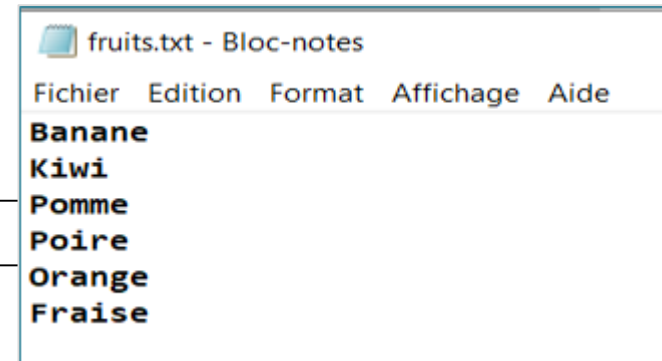 fruits.txt - Bloc-notes
Fichier Edition Format Affichage Aide
Banane
Kiwi
Pomme
Poire
Orange
Fraise